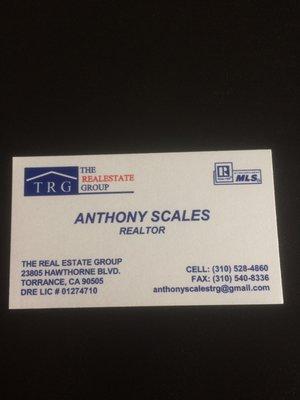 TRG
THE
REALESTATE
GROUP
R
MLS
ANTHONY SCALES
REALTOR
THE REAL ESTATE GROUP
23805 HAWTHORNE BLVD.
TORRANCE, CA 90505
DRE LIC # 01274710
CELL: (310) 528-4860
FAX: (310) 540-8336
anthonyscalestrg@gmail.com